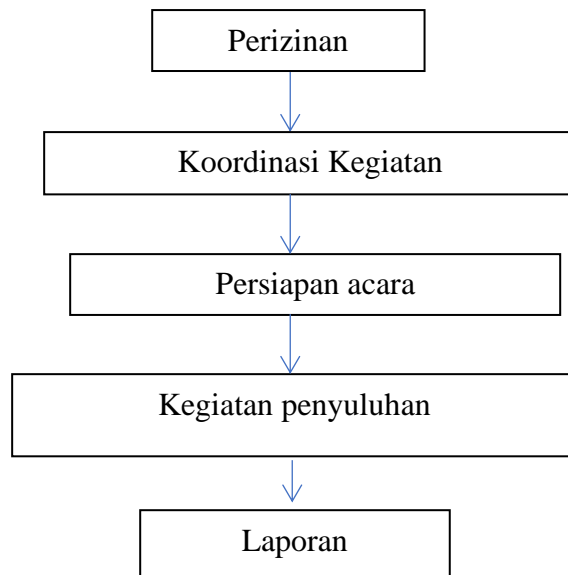 Perizinan
Koordinasi Kegiatan
Persiapan acara
Kegiatan penyuluhan
Laporan